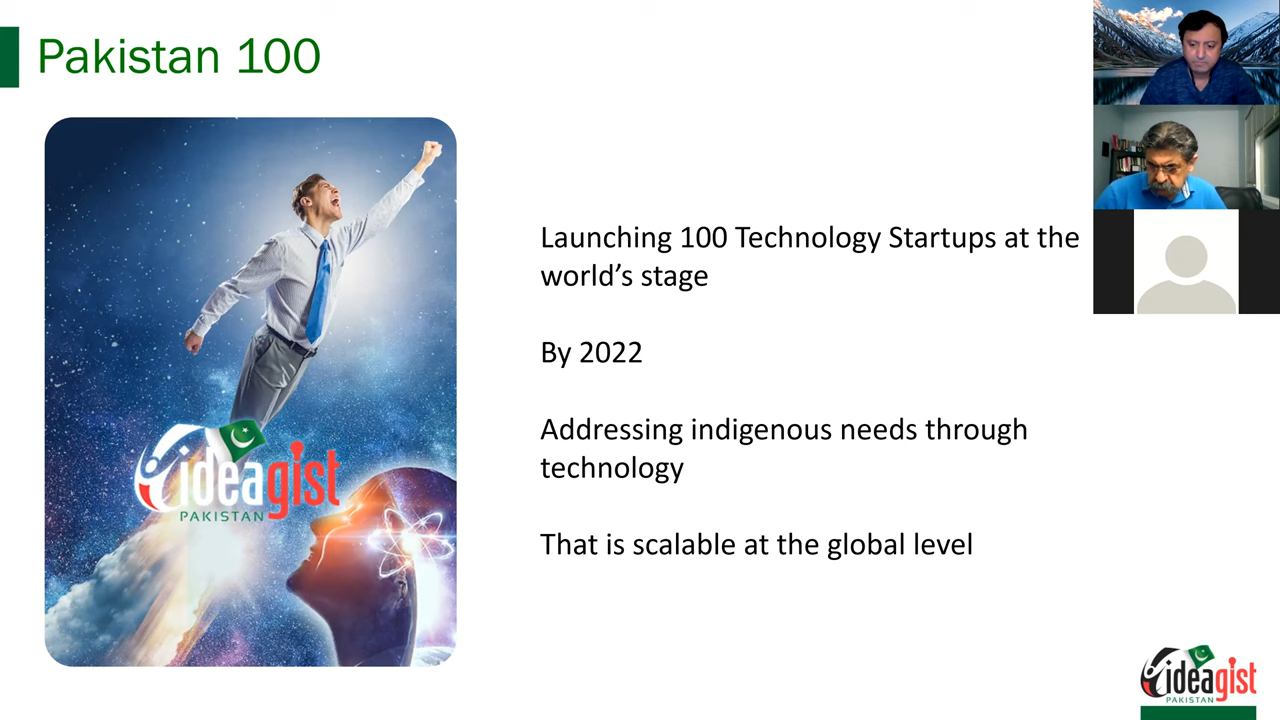 Pakistan 100
Launching 100 Technology Startups at the
world’s stage
By 2022
Addressing indigenous needs through
technology
That is scalable at the global level
ideagist
PAKISTAN
ideagist
PAKISTAN